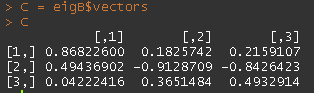 > C = eigB$vectors
> C
[,1] [,2] [,3]
[1,] 0.86822600 0.1825742 0.2159107
[2,] 0.49436902 -0.9128709 -0.8426423
[3,] 0.04222416 0.3651484 0.4932914